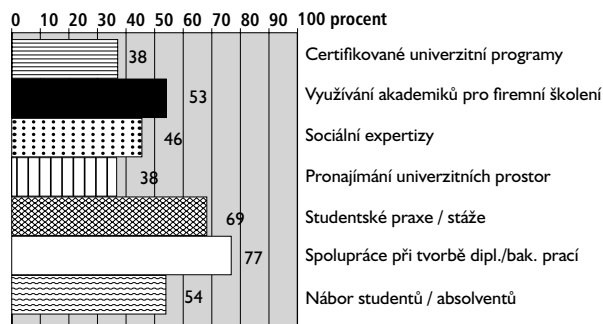 0 10 20 30 40 50 60 70 80 90 100 procent
38 Certifikované univerzitní programy
53 Využívání akademiků pro firemní školení
46 Sociální expertizy
38 Pronajímání univerzitních prostor
69 Studentské praxe / stáže
77 Spolupráce při tvorbě dipl./bak. prací
54 Nábor studentů / absolventů